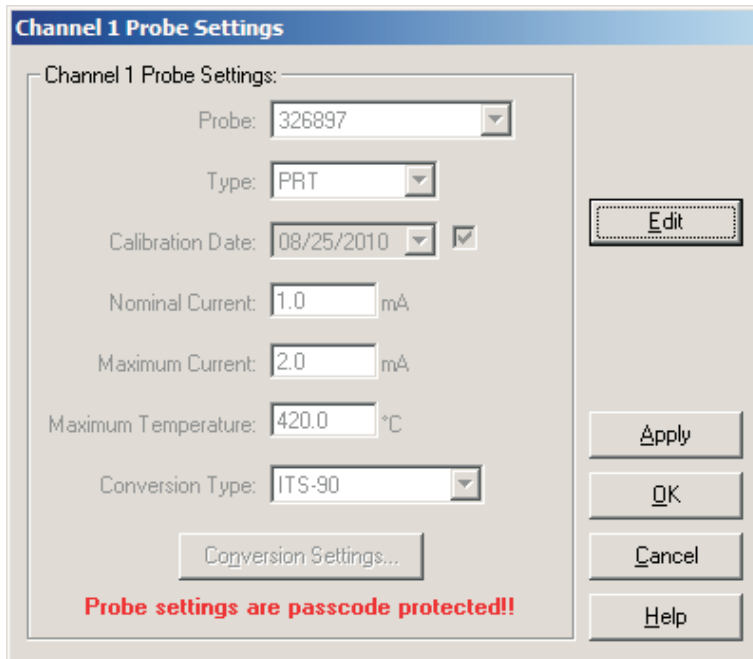 Channel 1 Probe Settings
Channel 1 Probe Settings:
Probe: 326897
Type: PRT
Calibration Date: 08/25/2010
Nominal Current: 1.0 mA
Maximum Current: 2.0 mA
Maximum Temperature: 420.0 °C
Conversion Type: ITS-90
Conversion Settings...
Probe settings are passcode protected!!
Edit
Apply
OK
Cancel
Help